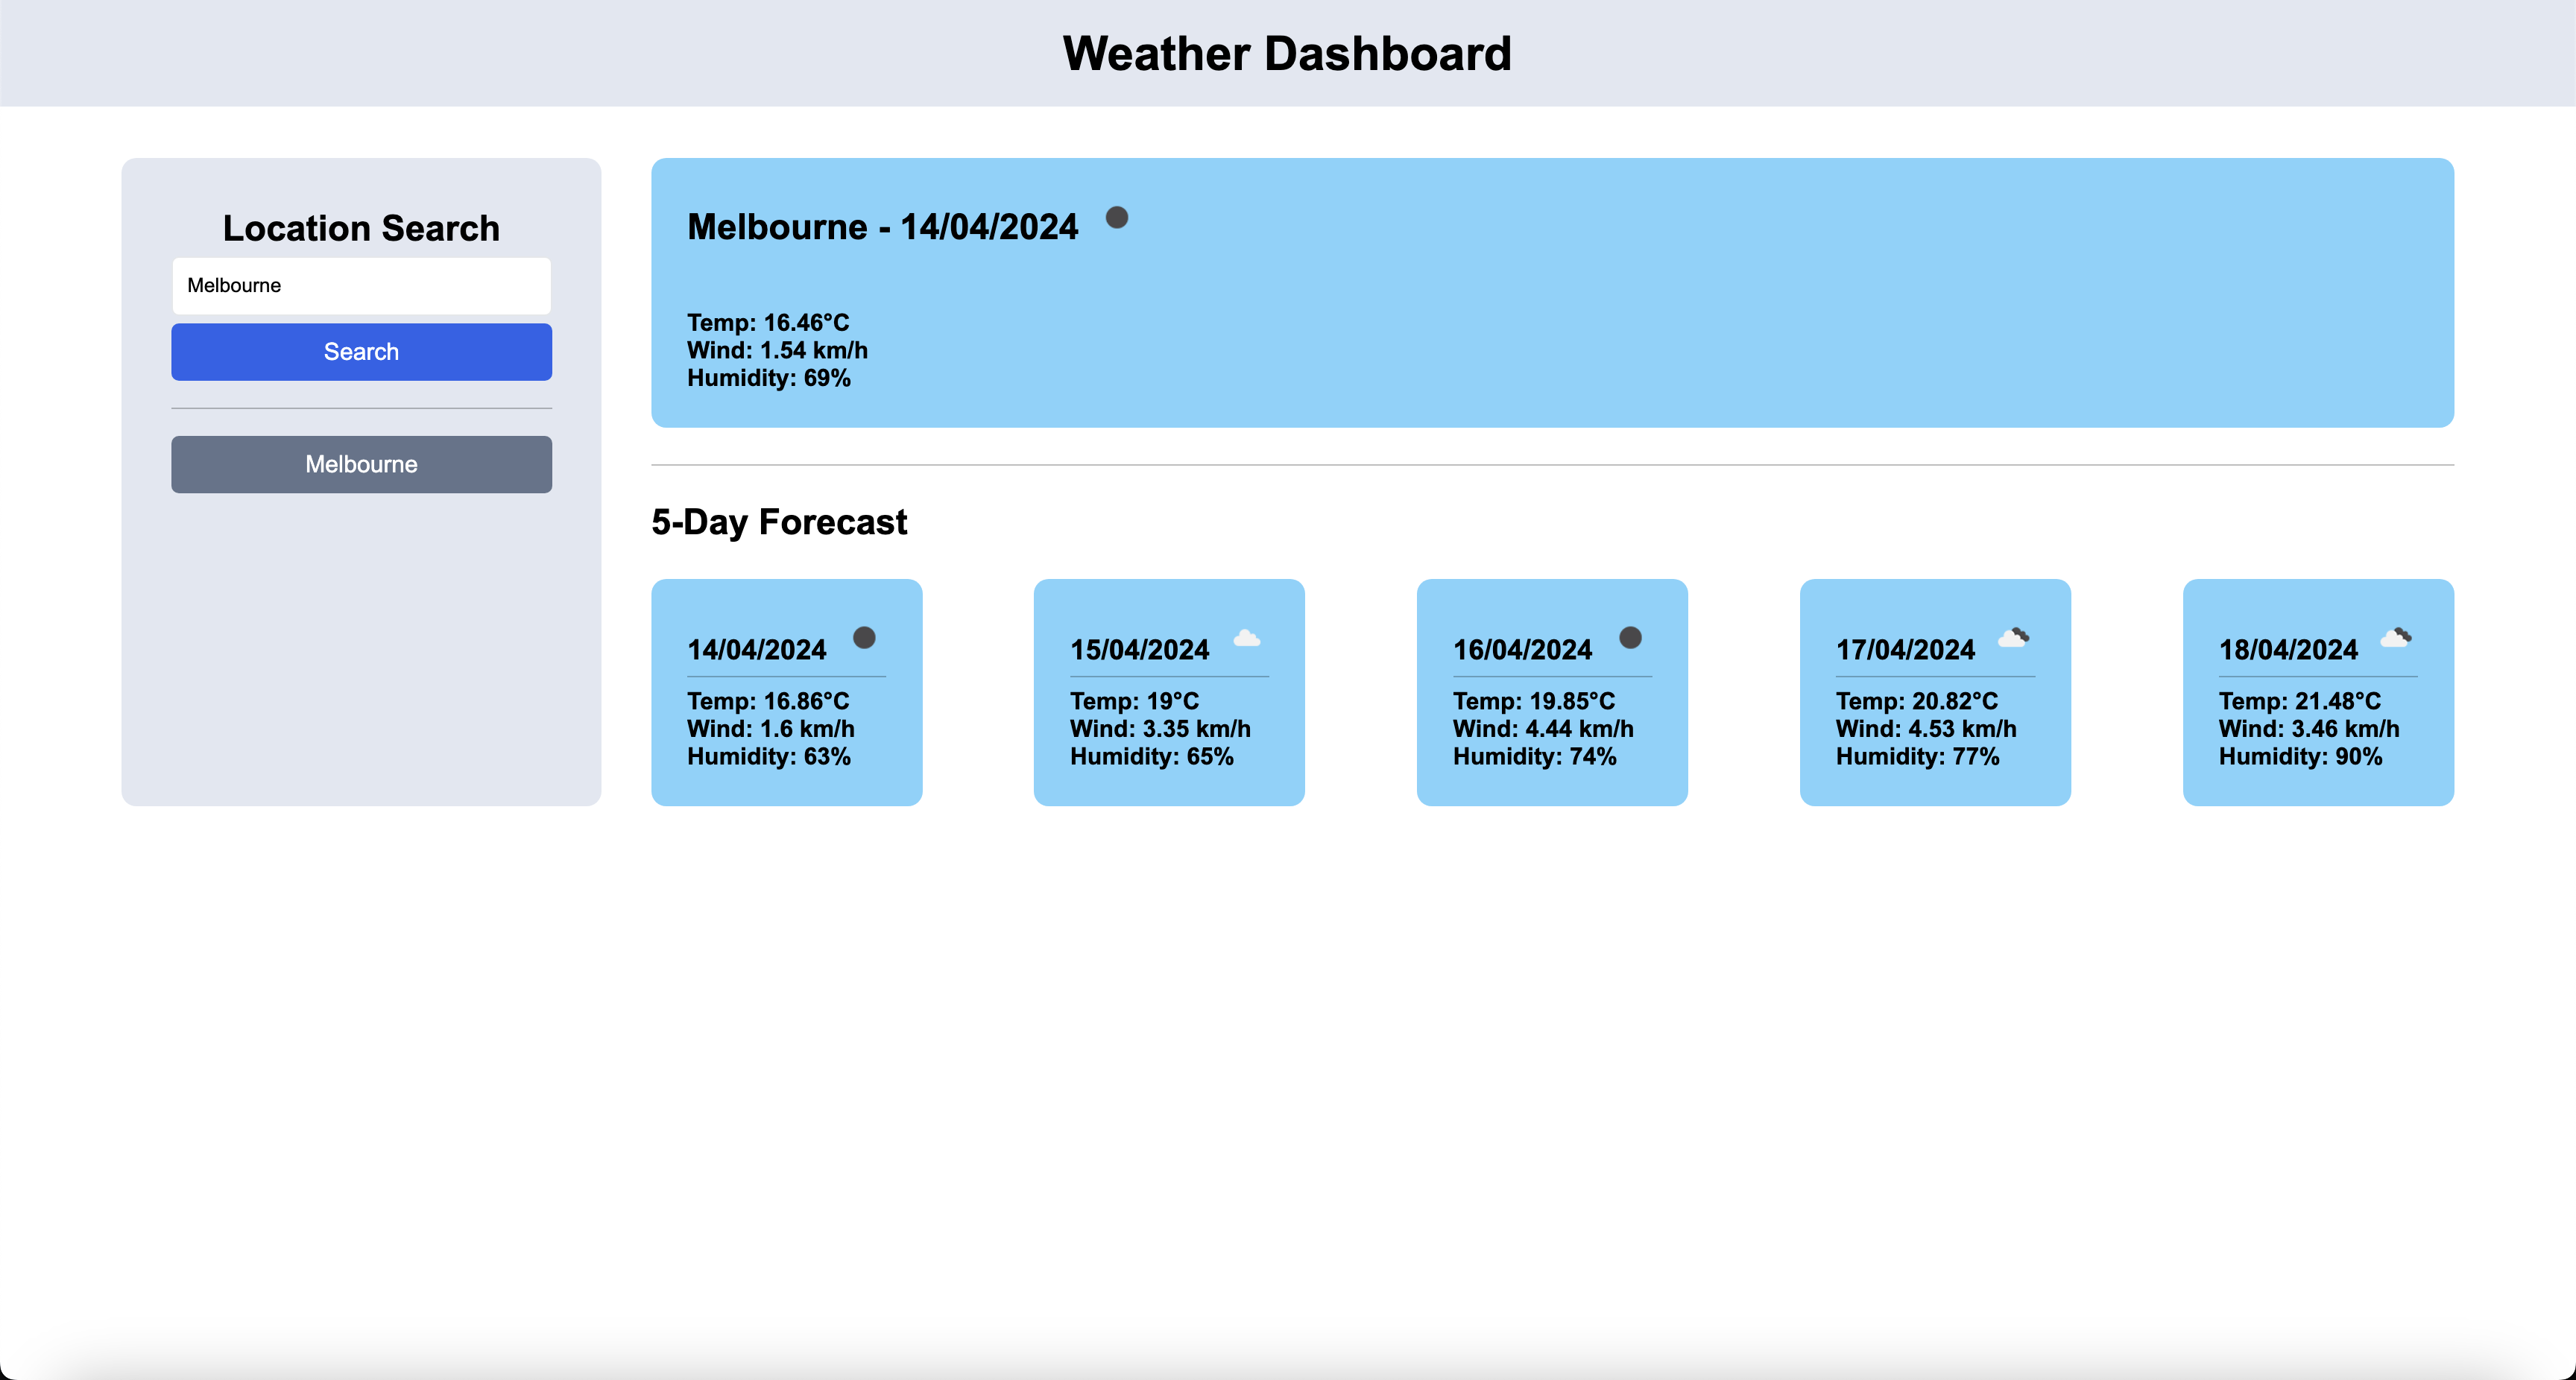 Weather Dashboard
Location Search
Melbourne
Search
Melbourne
Melbourne - 14/04/2024
Temp: 16.46°C
Wind: 1.54 km/h
Humidity: 69%
5-Day Forecast
14/04/2024
Temp: 16.86°C
Wind: 1.6 km/h
Humidity: 63%
15/04/2024
Temp: 19°C
Wind: 3.35 km/h
Humidity: 65%
16/04/2024
Temp: 19.85°C
Wind: 4.44 km/h
Humidity: 74%
17/04/2024
Temp: 20.82°C
Wind: 4.53 km/h
Humidity: 77%
18/04/2024
Temp: 21.48°C
Wind: 3.46 km/h
Humidity: 90%